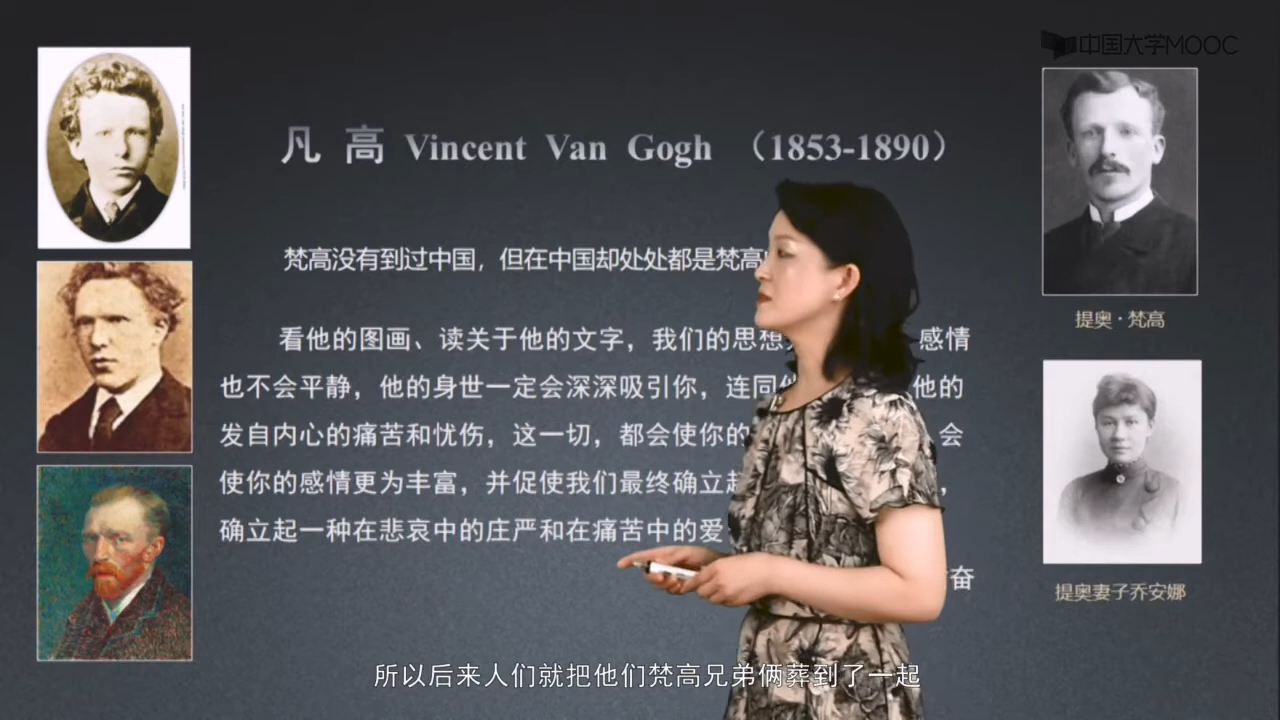 中国大学MOOC
凡 高 Vincent Van Gogh （1853-1890）
梵高没有到过中国，但在中国却处处都是梵高
看他的图画、读关于他的文字，我们的思想 感情
也不会平静，他的身世一定会深深吸引你，连同他 他的
发自内心的痛苦和忧伤，这一切，都会使你的 会
使你的感情更为丰富，并促使我们最终确立起 ，
确立起一种在悲哀中的庄严和在痛苦中的爱
奋
提奥·梵高
提奥妻子乔安娜
所以后来人们就把他们梵高兄弟俩葬到了一起